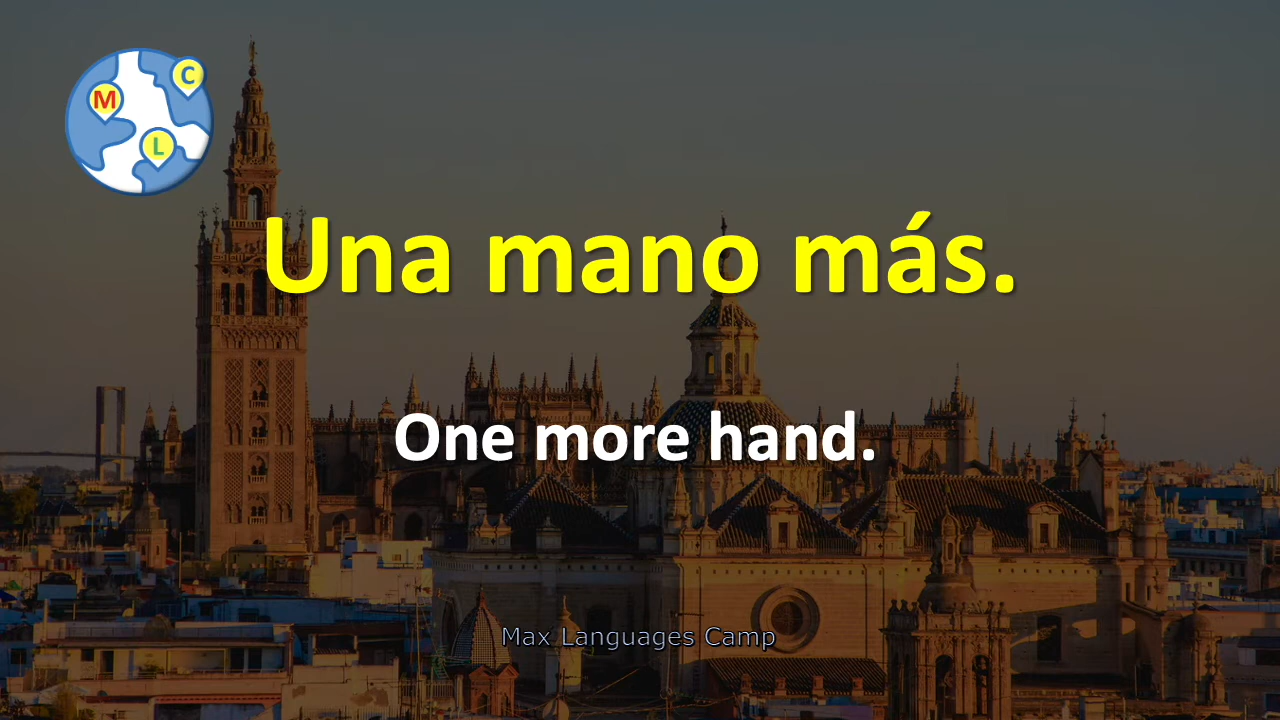 M
C
L
Una mano más.
One more hand.
Max Languages Camp